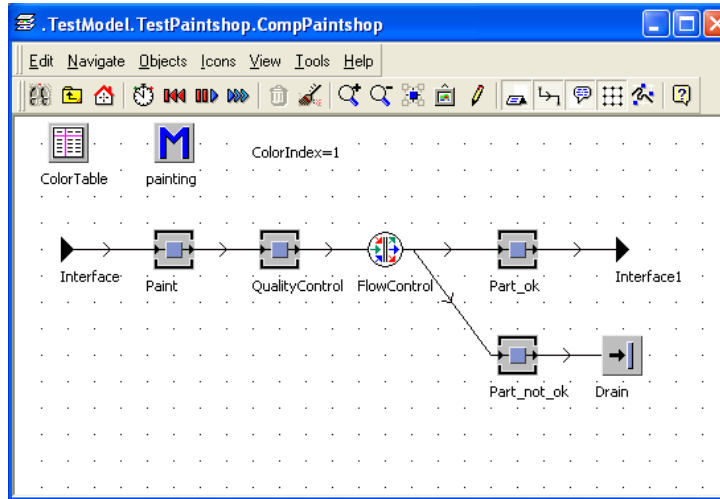 .TestModel.TestPaintshop.CompPaintshop
Edit Navigate Objects Icons View Tools Help
ColorTable
M
painting
ColorIndex=1
Interface
Paint
QualityControl
FlowControl
Part_ok
Interface1
Part_not_ok
Drain